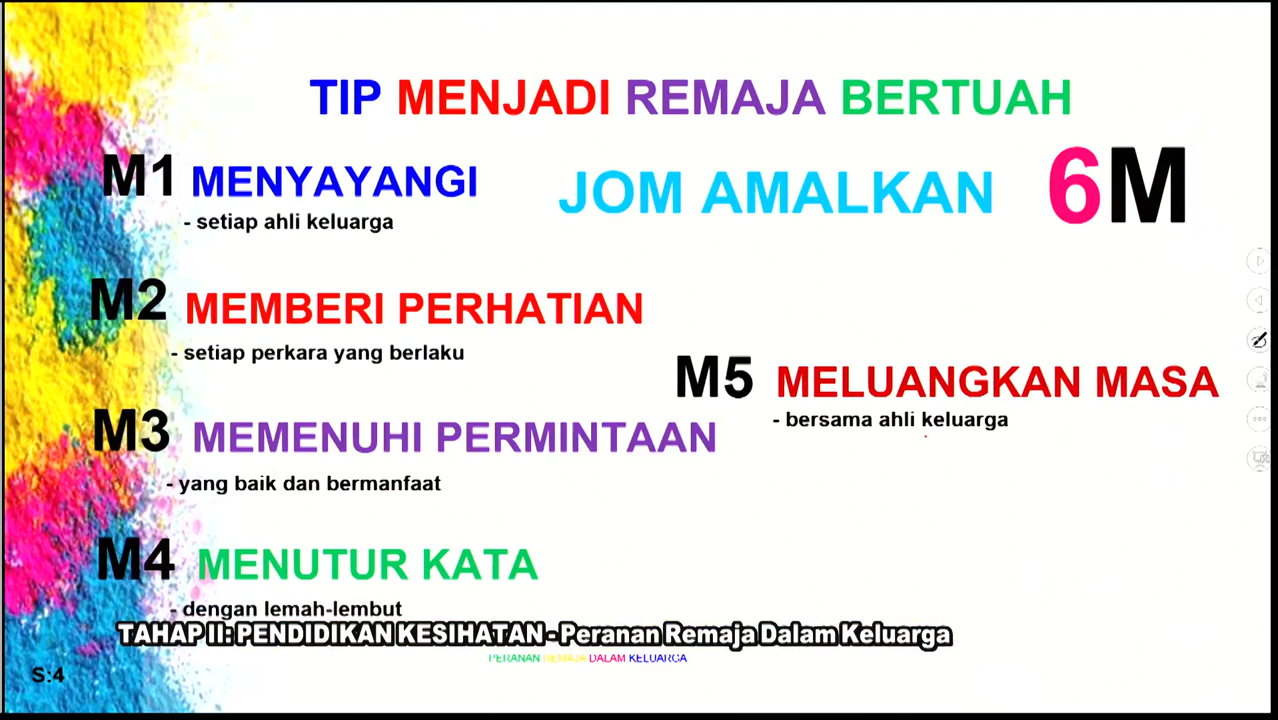 TIP MENJADI REMAJA BERTUAH
JOM AMALKAN 6M
M1 MENYAYANGI
- setiap ahli keluarga
M2 MEMBERI PERHATIAN
- setiap perkara yang berlaku
M3 MEMENUHI PERMINTAAN
- yang baik dan bermanfaat
M4 MENUTUR KATA
- dengan lemah-lembut
M5 MELUANGKAN MASA
- bersama ahli keluarga
TAHAP II: PENDIDIKAN KESIHATAN - Peranan Remaja Dalam Keluarga
PERANAN REMAJA DALAM KELUARGA
S:4